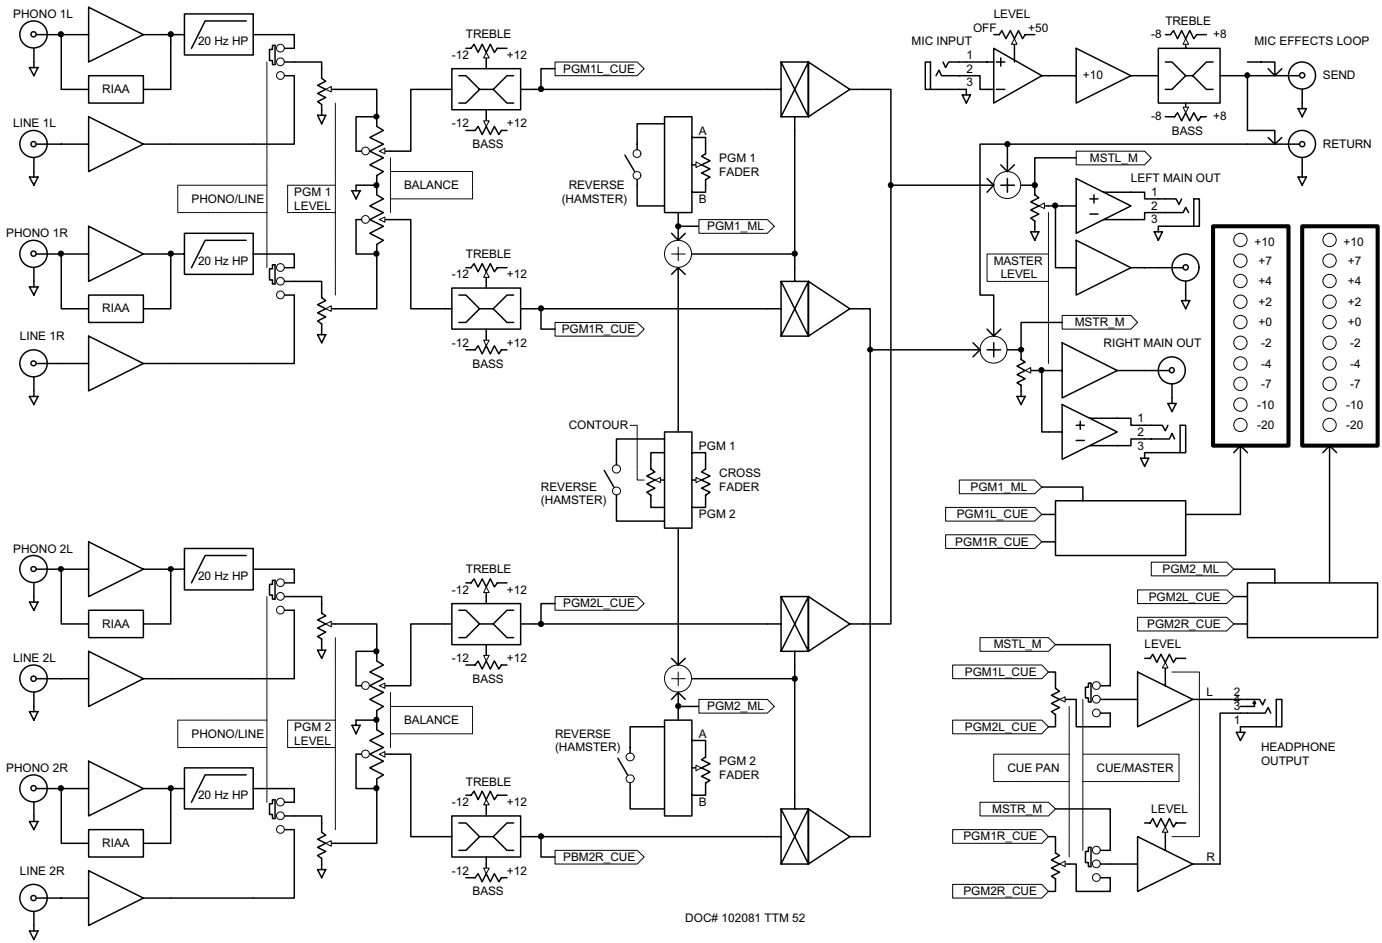 PHONO 1L
20 Hz HP
RIAA
LINE 1L
PHONO/LINE
PGM 1
LEVEL
BALANCE
PHONO 1R
20 Hz HP
RIAA
LINE 1R
TREBLE
-12 +12
-12 +12
BASS
PGM1L_CUE
TREBLE
-12 +12
-12 +12
BASS
PGM1R_CUE
A
PGM 1
FADER
B
REVERSE
(HAMSTER)
PGM1_ML
CONTOUR
PGM 1
CROSS
FADER
PGM 2
REVERSE
(HAMSTER)
PHONO 2L
20 Hz HP
RIAA
LINE 2L
PHONO/LINE
PGM 2
LEVEL
BALANCE
PHONO 2R
20 Hz HP
RIAA
LINE 2R
TREBLE
-12 +12
-12 +12
BASS
PGM2L_CUE
TREBLE
-12 +12
-12 +12
BASS
PBM2R_CUE
PGM2_ML
REVERSE
(HAMSTER)
A
PGM 2
FADER
B
LEVEL
OFF +50
MIC INPUT
1
2
3
+
−
+10
TREBLE
-8 +8
-8 +8
BASS
MIC EFFECTS LOOP
SEND
RETURN
MSTL_M
LEFT MAIN OUT
+
−
1
2
3
MASTER
LEVEL
MSTR_M
RIGHT MAIN OUT
+
−
1
2
3
+10 +10
+7 +7
+4 +4
+2 +2
+0 +0
-2 -2
-4 -4
-7 -7
-10 -10
-20 -20
PGM1_ML
PGM1L_CUE
PGM1R_CUE
PGM2_ML
PGM2L_CUE
PGM2R_CUE
MSTL_M
LEVEL
PGM1L_CUE
PGM2L_CUE
L
2
3
1
HEADPHONE
OUTPUT
CUE PAN
CUE/MASTER
MSTR_M
LEVEL
PGM1R_CUE
R
PGM2R_CUE
DOC# 102081 TTM 52